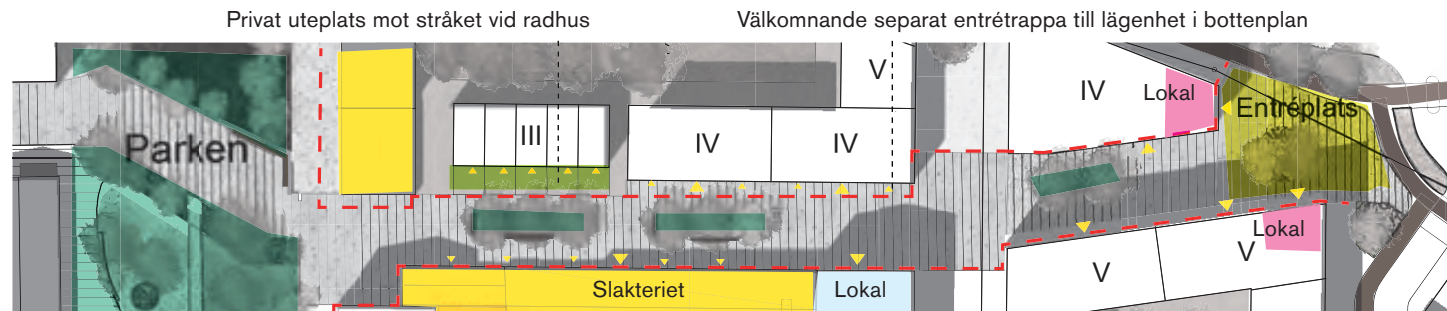 Privat uteplats mot stråket vid radhus
Välkomnande separat entrétrappa till lägenhet i bottenplan
V
IV
Lokal
Entréplats
Parken
III
IV
IV
Lokal
V
V
Slakteriet
Lokal